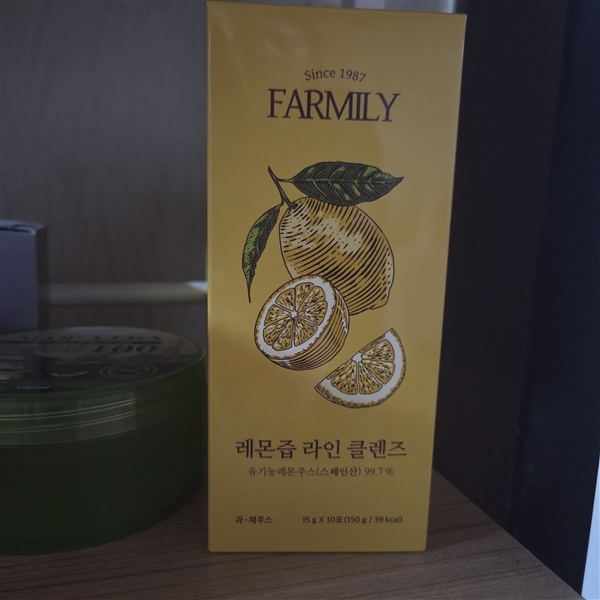 Since 1987
FARMILY
레몬즙 라인 클렌즈
유기농레몬주스(스페인산) 99.7 %
과・채주스 15 g X 10포(150 g / 39 kcal)
100